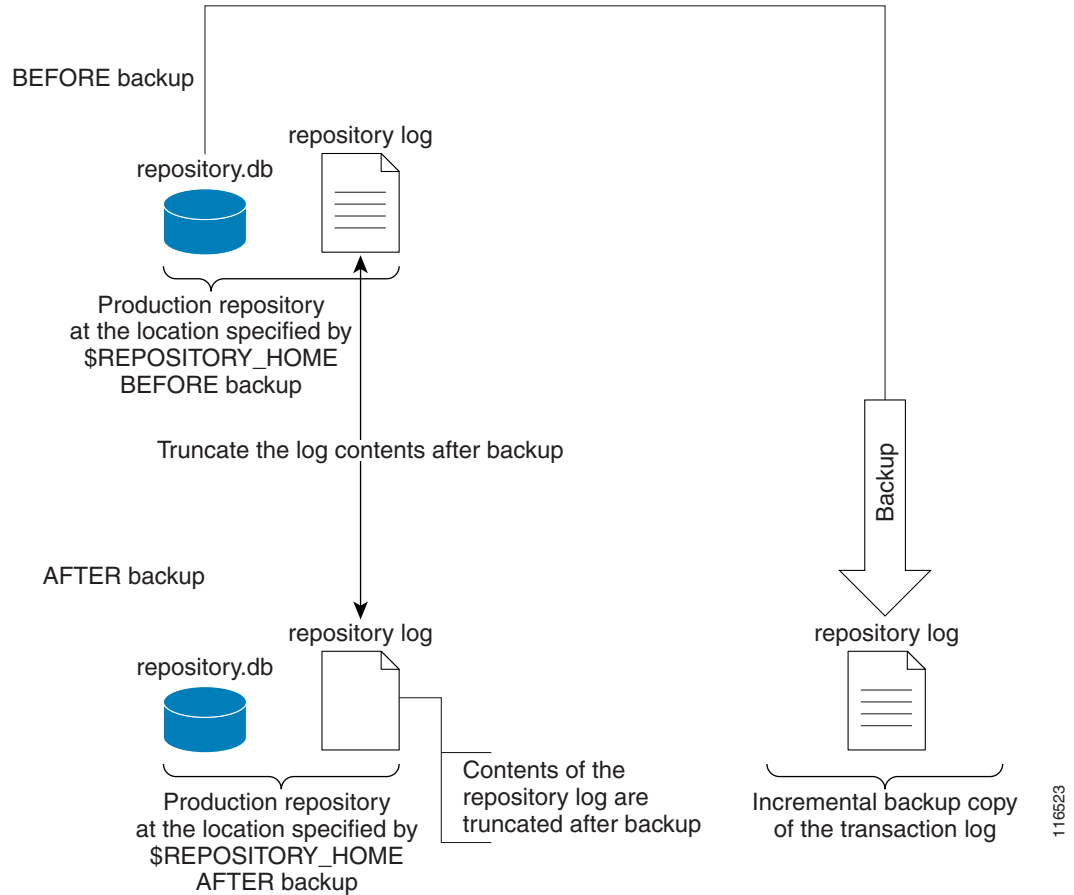 BEFORE backup
repository log
repository.db
Production repository
at the location specified by
$REPOSITORY_HOME
BEFORE backup
Truncate the log contents after backup
Backup
AFTER backup
repository log
repository.db
repository log
Contents of the
repository log are
truncated after backup
Production repository
at the location specified by
$REPOSITORY_HOME
AFTER backup
Incremental backup copy
of the transaction log
116523